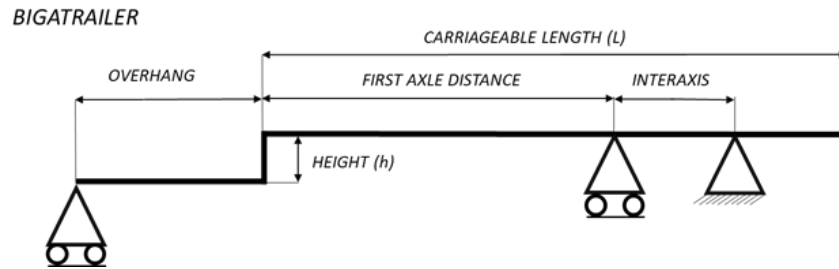 BIGATRAILER
CARRIAGEABLE LENGTH (L)
OVERHANG
FIRST AXLE DISTANCE
INTERAXIS
HEIGHT (h)